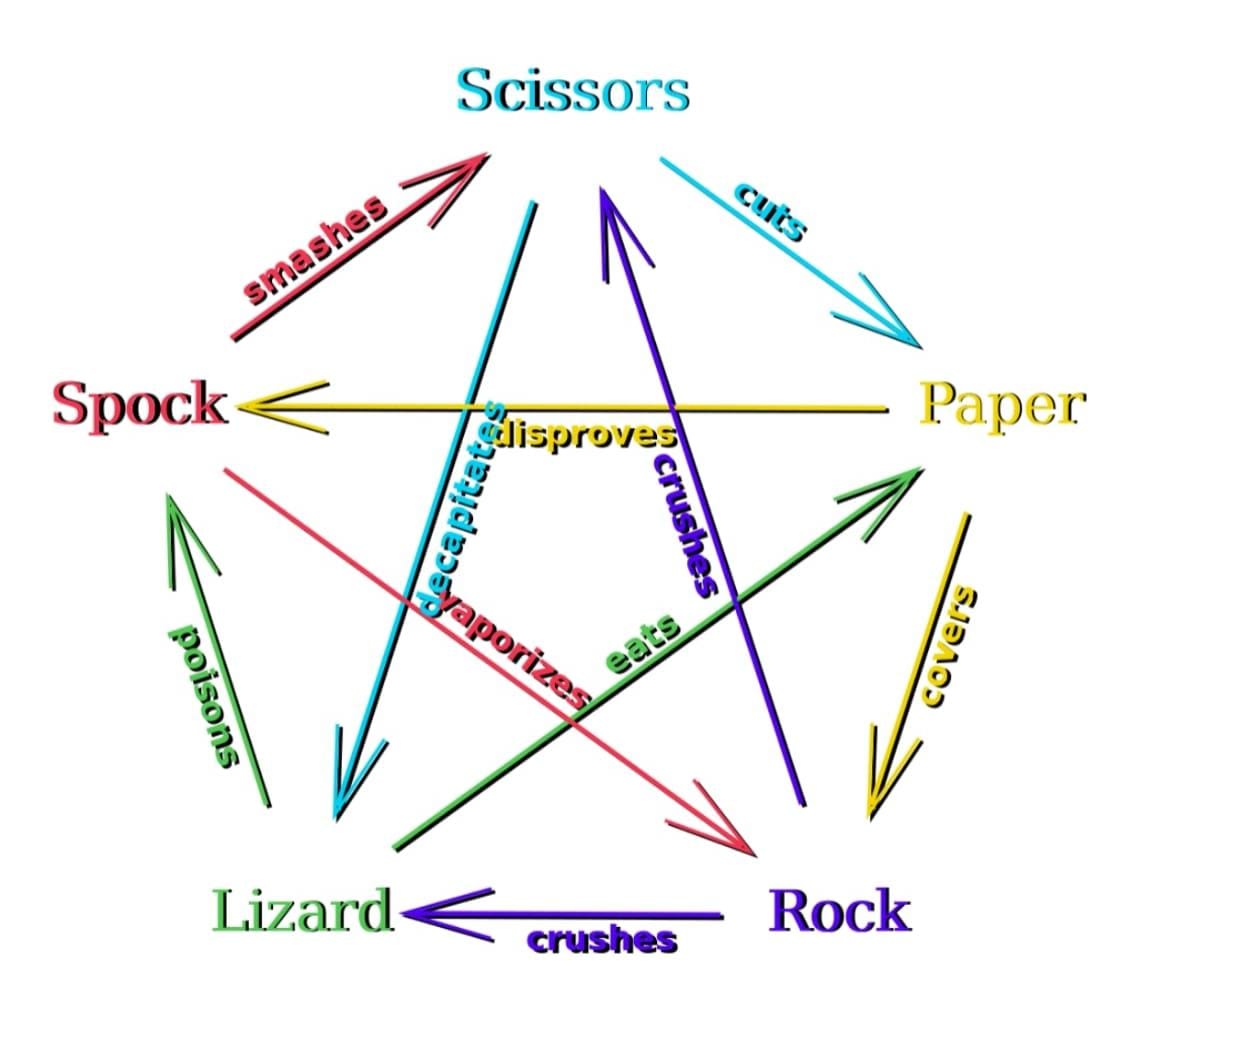 Scissors
cuts
smashes
Spock
Paper
disproves
decapitates
crushes
vaporizes
eats
covers
poisons
Lizard
crushes
Rock